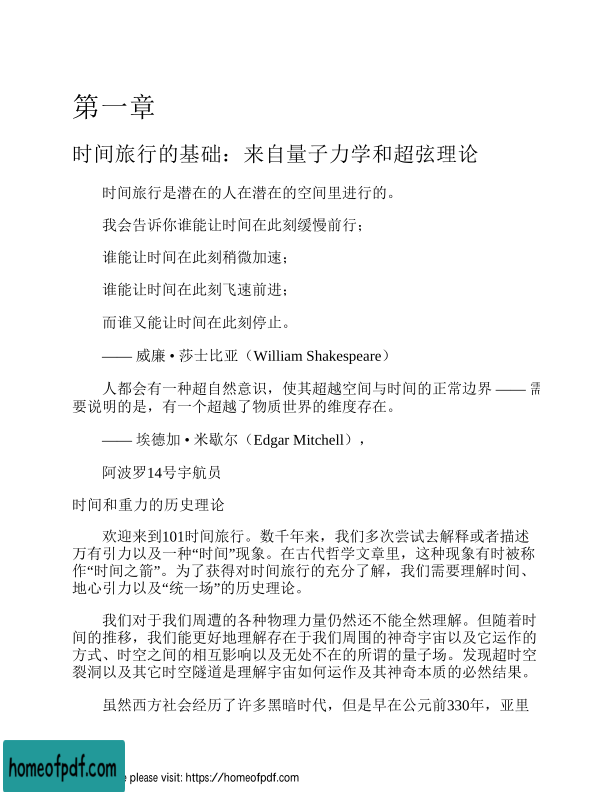 第一章
时间旅行的基础：来自量子力学和超弦理论
时间旅行是潜在的人在潜在的空间里进行的。
我会告诉你谁能让时间在此刻缓慢前行；
谁能让时间在此刻稍微加速；
谁能让时间在此刻飞速前进；
而谁又能让时间在此刻停止。
—— 威廉 • 莎士比亚（William Shakespeare）
人都会有一种超自然意识，使其超越空间与时间的正常边界 —— 需
要说明的是，有一个超越了物质世界的维度存在。
—— 埃德加 • 米歇尔（Edgar Mitchell），
阿波罗14号宇航员
时间和重力的历史理论
欢迎来到101时间旅行。数千年来，我们多次尝试去解释或者描述
万有引力以及一种“时间”现象。在古代哲学文章里，这种现象有时被称
作“时间之箭”。为了获得对时间旅行的充分了解，我们需要理解时间、
地心引力以及“统一场”的历史理论。
我们对于我们周遭的各种物理力量仍然还不能全然理解。但随着时
间的推移，我们能更好地理解存在于我们周围的神奇宇宙以及它运作的
方式、时空之间的相互影响以及无处不在的所谓的量子场。发现超时空
裂洞以及其它时空隧道是理解宇宙如何运作及其神奇本质的必然结果。
虽然西方社会经历了许多黑暗时代，但是早在公元前330年，亚里
homeofpdf.com
please visit: https://homeofpdf.com